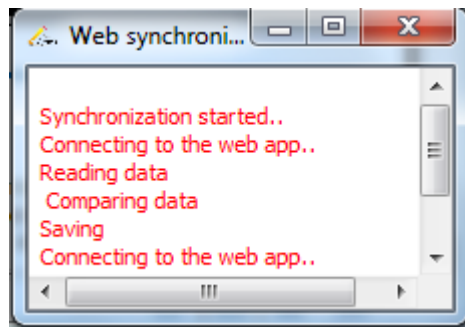 Web synchroni...
Synchronization started..
Connecting to the web app..
Reading data
Comparing data
Saving
Connecting to the web app..